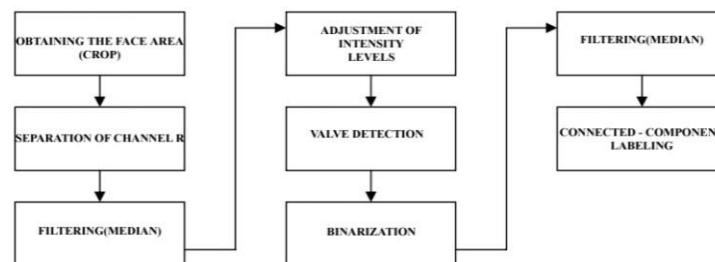 OBTAINING THE FACE AREA
(CROP)
SEPARATION OF CHANNEL R
FILTERING(MEDIAN)
ADJUSTMENT OF
INTENSITY
LEVELS
VALVE DETECTION
BINARIZATION
FILTERING(MEDIAN)
CONNECTED - COMPONEN
LABELING